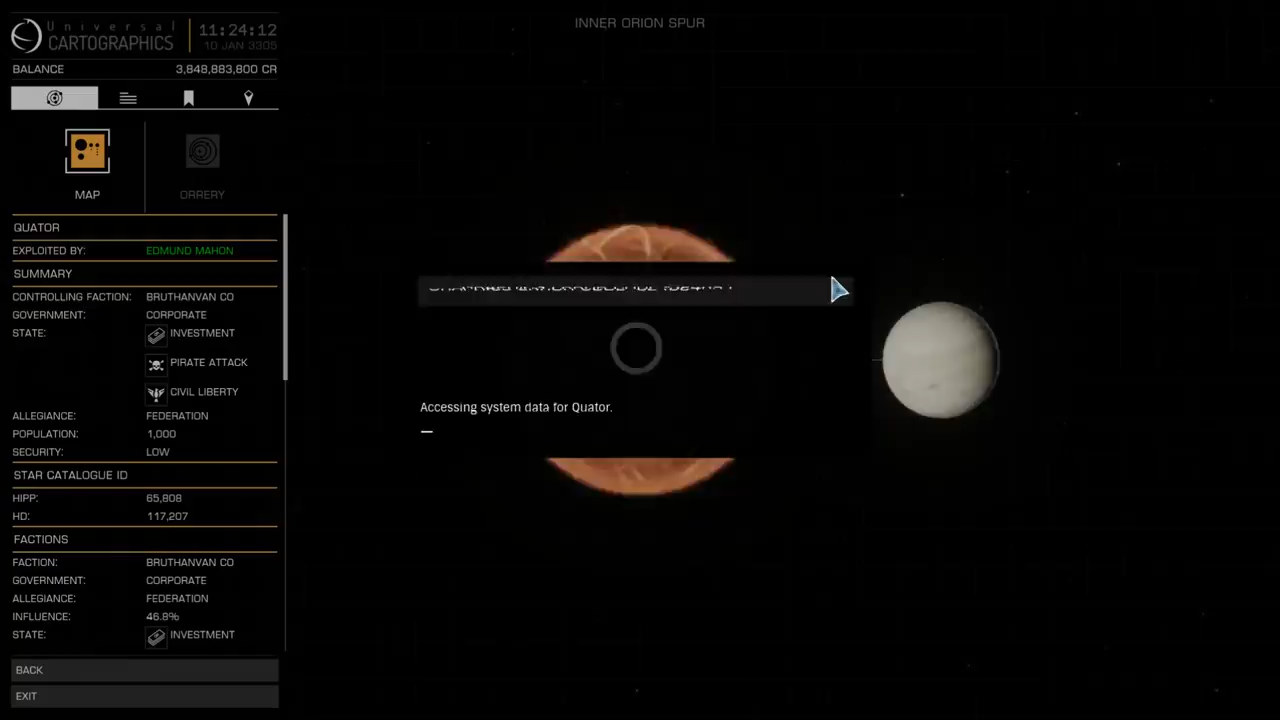 INNER ORION SPUR
Universal
CARTOGRAPHICS
11:24:12
10 JAN 3305
BALANCE 3,848,883,800 CR
MAP ORRERY
QUATOR
EXPLOITED BY: EDMUND MAHON
SUMMARY
CONTROLLING FACTION: BRUTHANVAN CO
GOVERNMENT: CORPORATE
STATE: INVESTMENT
PIRATE ATTACK
CIVIL LIBERTY
ALLEGIANCE: FEDERATION
POPULATION: 1,000
SECURITY: LOW
STAR CATALOGUE ID
HIPP: 65,808
HD: 117,207
FACTIONS
FACTION: BRUTHANVAN CO
GOVERNMENT: CORPORATE
ALLEGIANCE: FEDERATION
INFLUENCE: 46.8%
STATE: INVESTMENT
BACK
EXIT
Accessing system data for Quator.